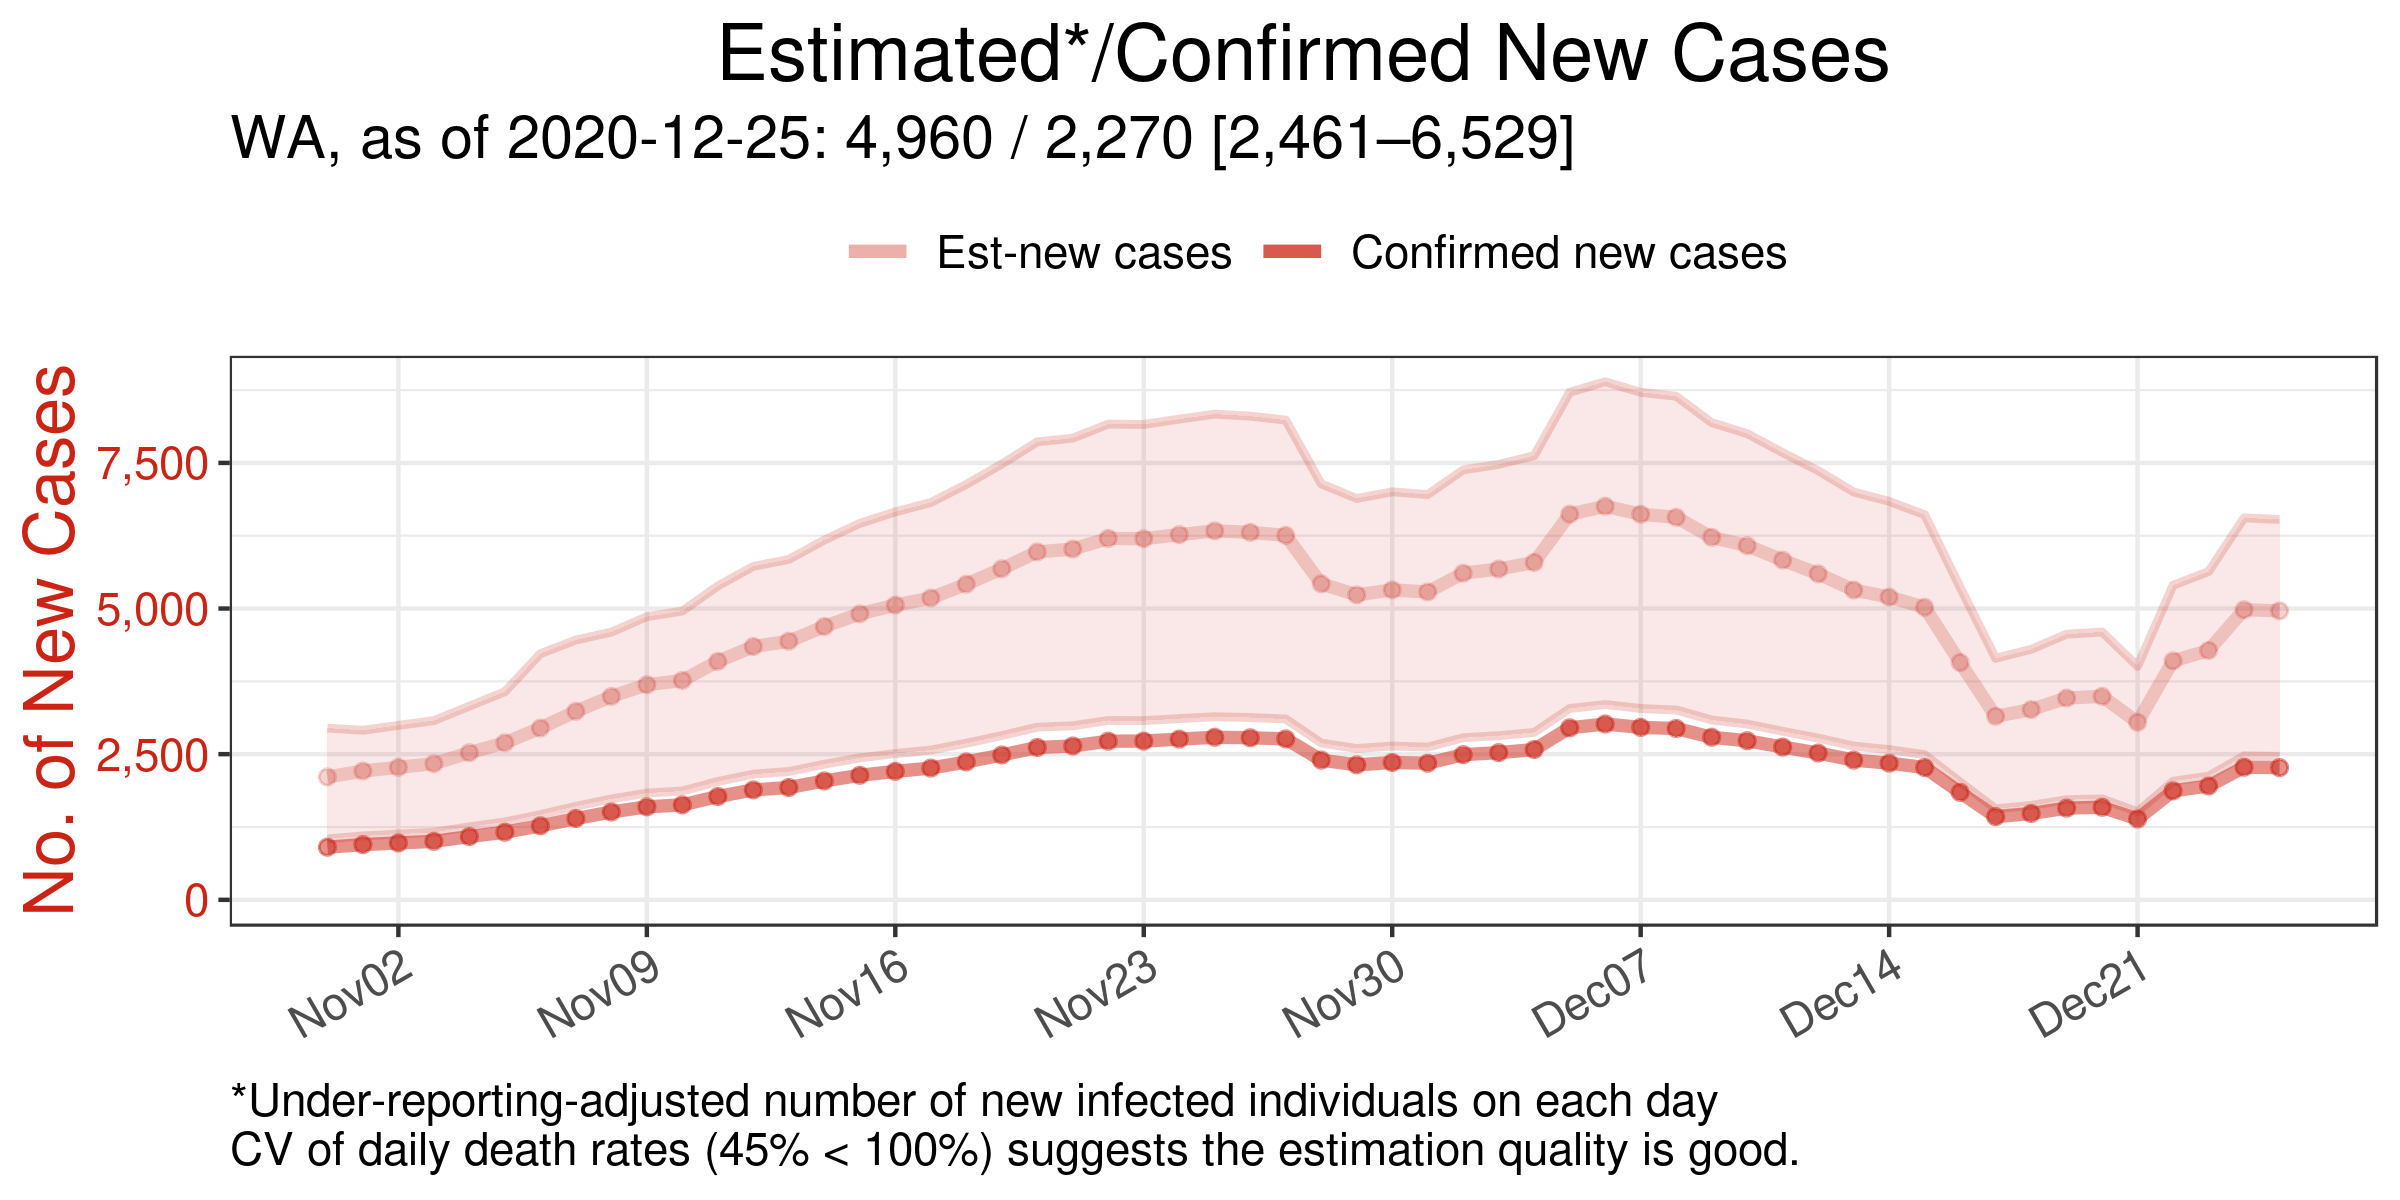 Estimated*/Confirmed New Cases
WA, as of 2020-12-25: 4,960 / 2,270 [2,461–6,529]
Est-new cases
Confirmed new cases
No. of New Cases
7,500
5,000
2,500
0
Nov02
Nov09
Nov16
Nov23
Nov30
Dec07
Dec14
Dec21
*Under-reporting-adjusted number of new infected individuals on each day
CV of daily death rates (45% < 100%) suggests the estimation quality is good.